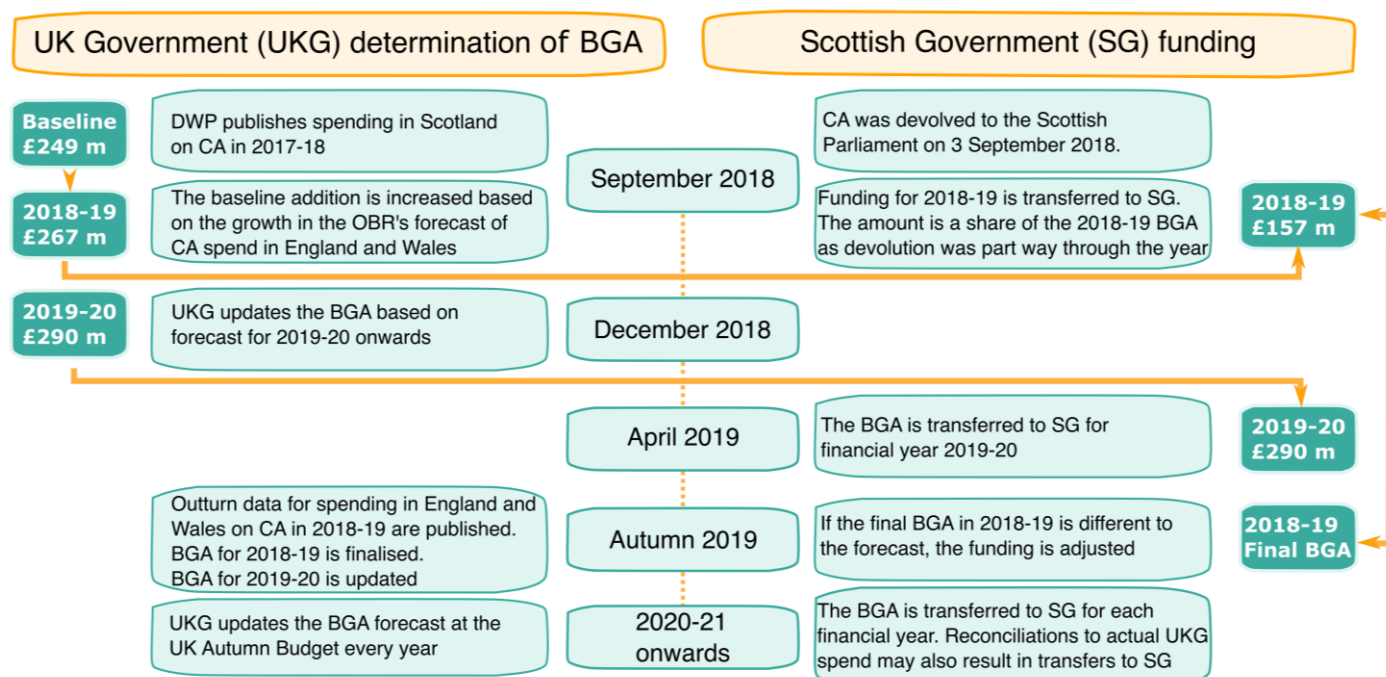 UK Government (UKG) determination of BGA
Scottish Government (SG) funding
Baseline
£249 m
DWP publishes spending in Scotland
on CA in 2017-18
September 2018
CA was devolved to the Scottish
Parliament on 3 September 2018.
2018-19
£267 m
The baseline addition is increased based
on the growth in the OBR's forecast of
CA spend in England and Wales
Funding for 2018-19 is transferred to SG.
The amount is a share of the 2018-19 BGA
as devolution was part way through the year
2018-19
£157 m
2019-20
£290 m
UKG updates the BGA based on
forecast for 2019-20 onwards
December 2018
April 2019
The BGA is transferred to SG for
financial year 2019-20
2019-20
£290 m
Outturn data for spending in England and
Wales on CA in 2018-19 are published.
BGA for 2018-19 is finalised.
BGA for 2019-20 is updated
Autumn 2019
If the final BGA in 2018-19 is different to
the forecast, the funding is adjusted
2018-19
Final BGA
UKG updates the BGA forecast at the
UK Autumn Budget every year
2020-21
onwards
The BGA is transferred to SG for each
financial year. Reconciliations to actual UKG
spend may also result in transfers to SG